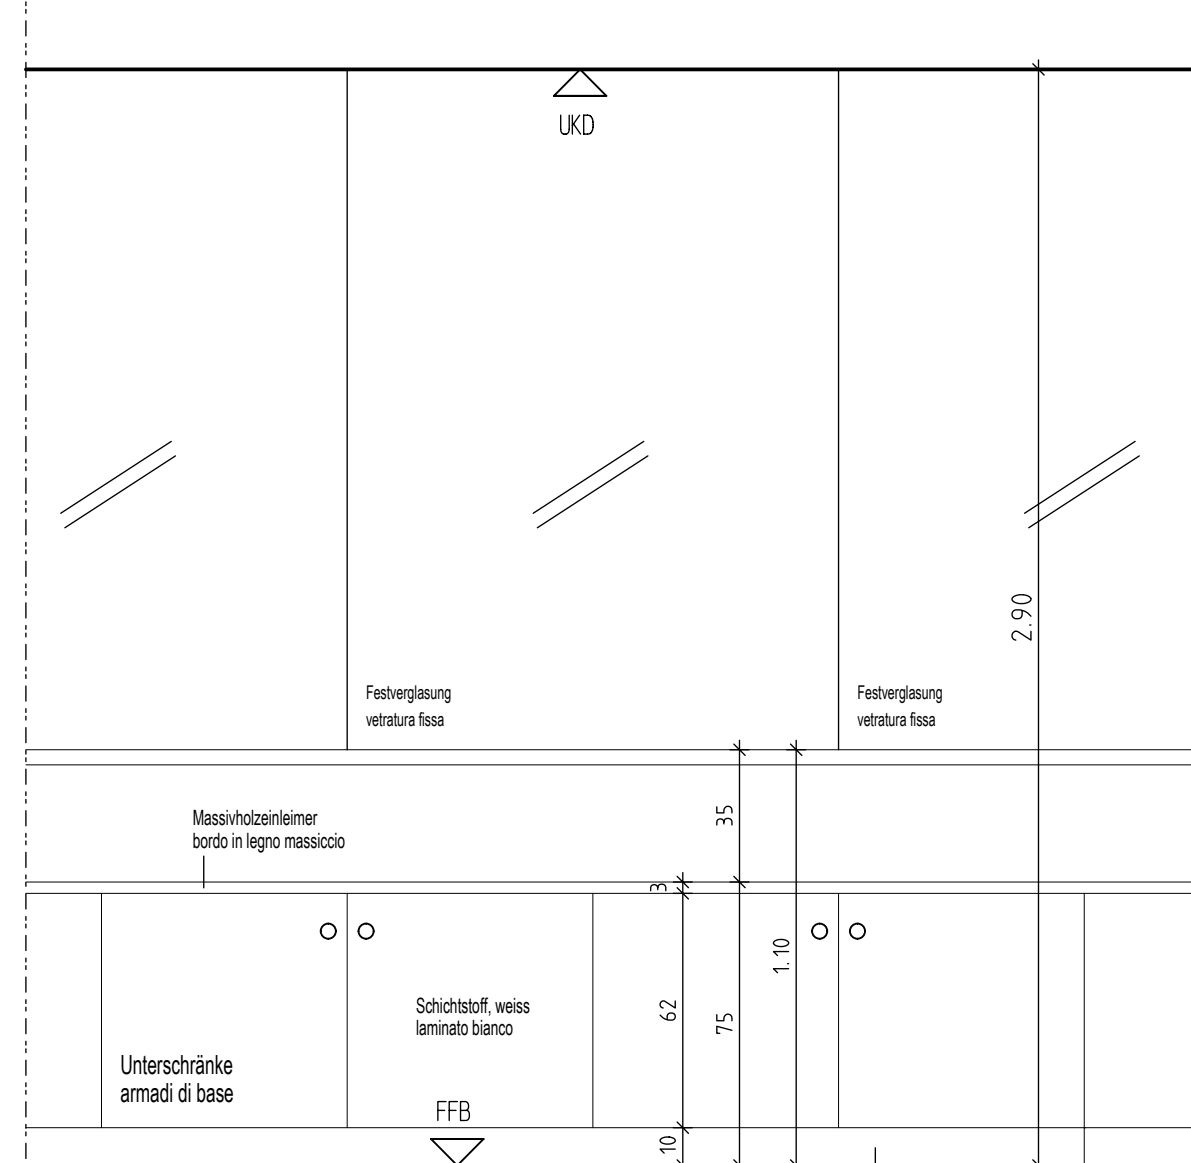 UKD
2.90
Festverglasung
vetratura fissa
Festverglasung
vetratura fissa
Massivholzeinleimer
bordo in legno massiccio
35
3
1.10
62
75
Schichtstoff, weiss
laminato bianco
Unterschränke
armadi di base
FFB
10